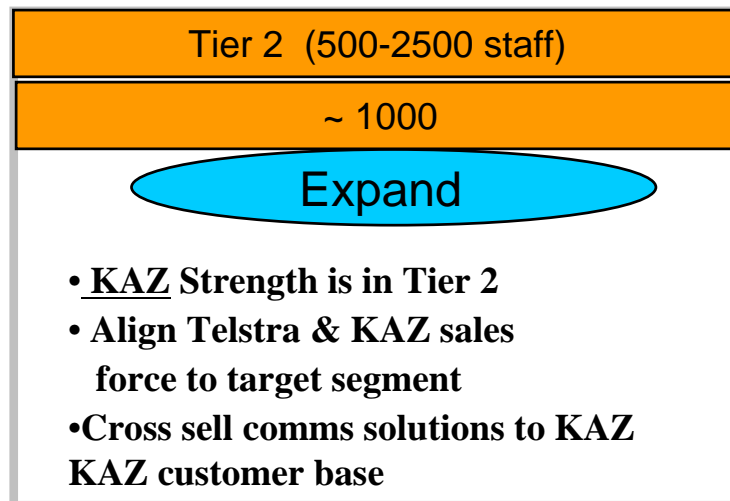 Tier 2 (500-2500 staff)
~ 1000
Expand
• KAZ Strength is in Tier 2
• Align Telstra & KAZ sales
force to target segment
•Cross sell comms solutions to KAZ
KAZ customer base